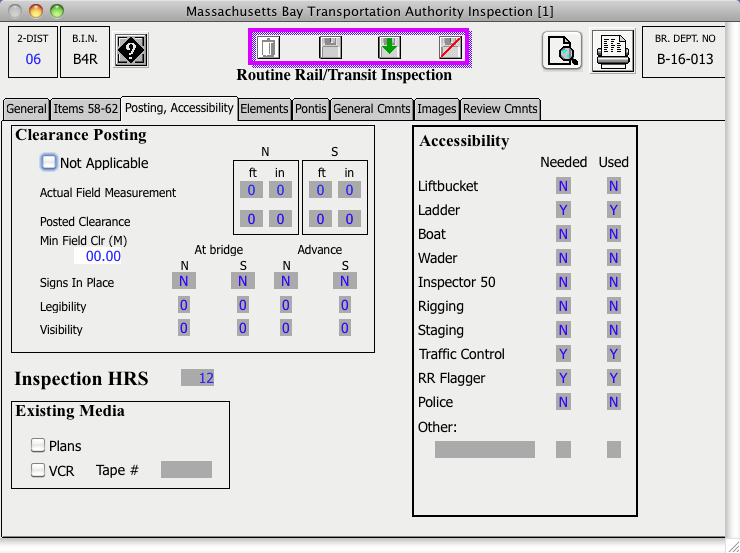 Massachusetts Bay Transportation Authority Inspection [1]
2-DIST
06
B.I.N.
B4R
?
Routine Rail/Transit Inspection
BR. DEPT. NO
B-16-013
General Items 58-62 Posting, Accessibility Elements Pontis General Cmnts Images Review Cmnts
Clearance Posting
Not Applicable
N S
ft in ft in
Actual Field Measurement 0 0 0 0
Posted Clearance 0 0 0 0
Min Field Clr (M)
00.00
At bridge Advance
N S N S
Signs In Place N N N N
Legibility 0 0 0 0
Visibility 0 0 0 0
Inspection HRS 12
Existing Media
Plans
VCR Tape #
Accessibility
Needed Used
Liftbucket N N
Ladder Y Y
Boat N N
Wader N N
Inspector 50 N N
Rigging N N
Staging N N
Traffic Control Y Y
RR Flagger Y Y
Police N N
Other: